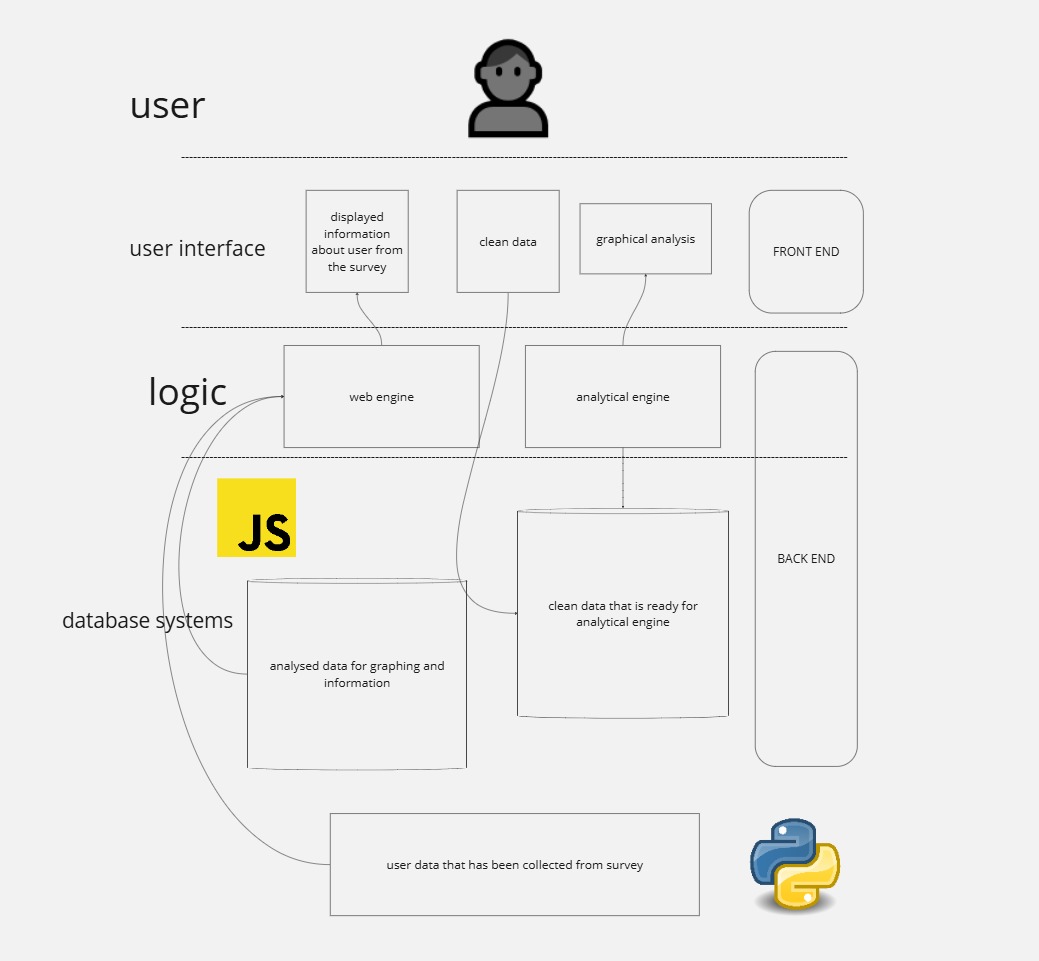 user
user interface
displayed
information
about user from
the survey
clean data
graphical analysis
FRONT END
logic
web engine
analytical engine
JS
BACK END
database systems
clean data that is ready for
analytical engine
analysed data for graphing and
information
user data that has been collected from survey